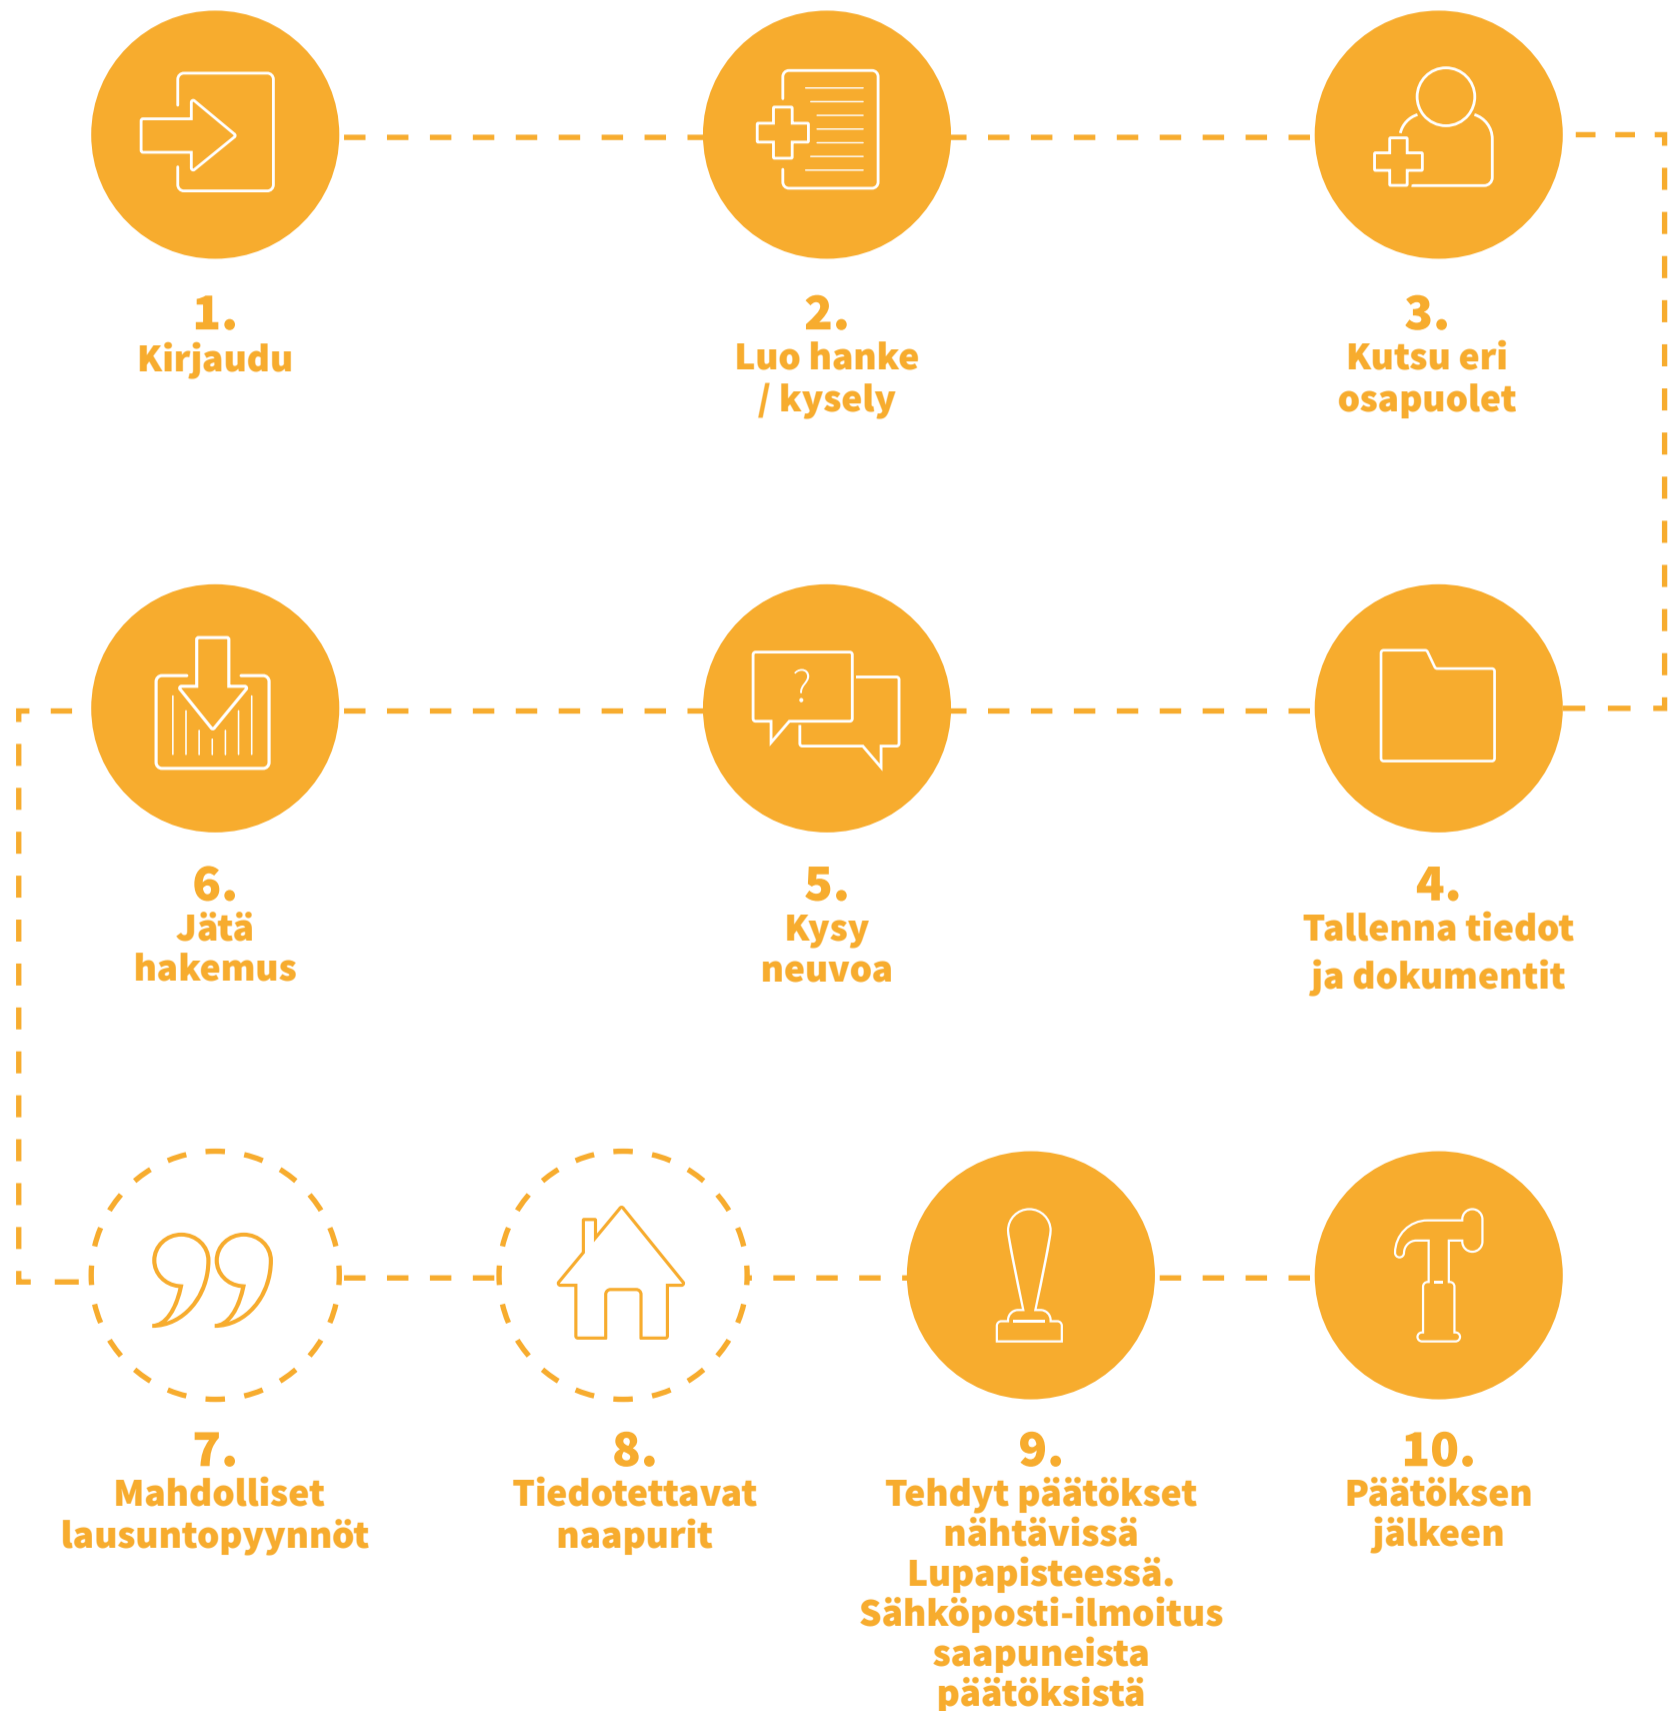 1.
Kirjaudu
2.
Luo hanke
/ kysely
3.
Kutsu eri
osapuolet
?
4.
Tallenna tiedot
ja dokumentit
5.
Kysy
neuvoa
6.
Jätä
hakemus
7.
Mahdolliset
lausuntopyynnöt
8.
Tiedotettavat
naapurit
9.
Tehdyt päätökset
nähtävissä
Lupapisteessä.
Sähköposti-ilmoitus
saapuneista
päätöksistä
10.
Päätöksen
jälkeen